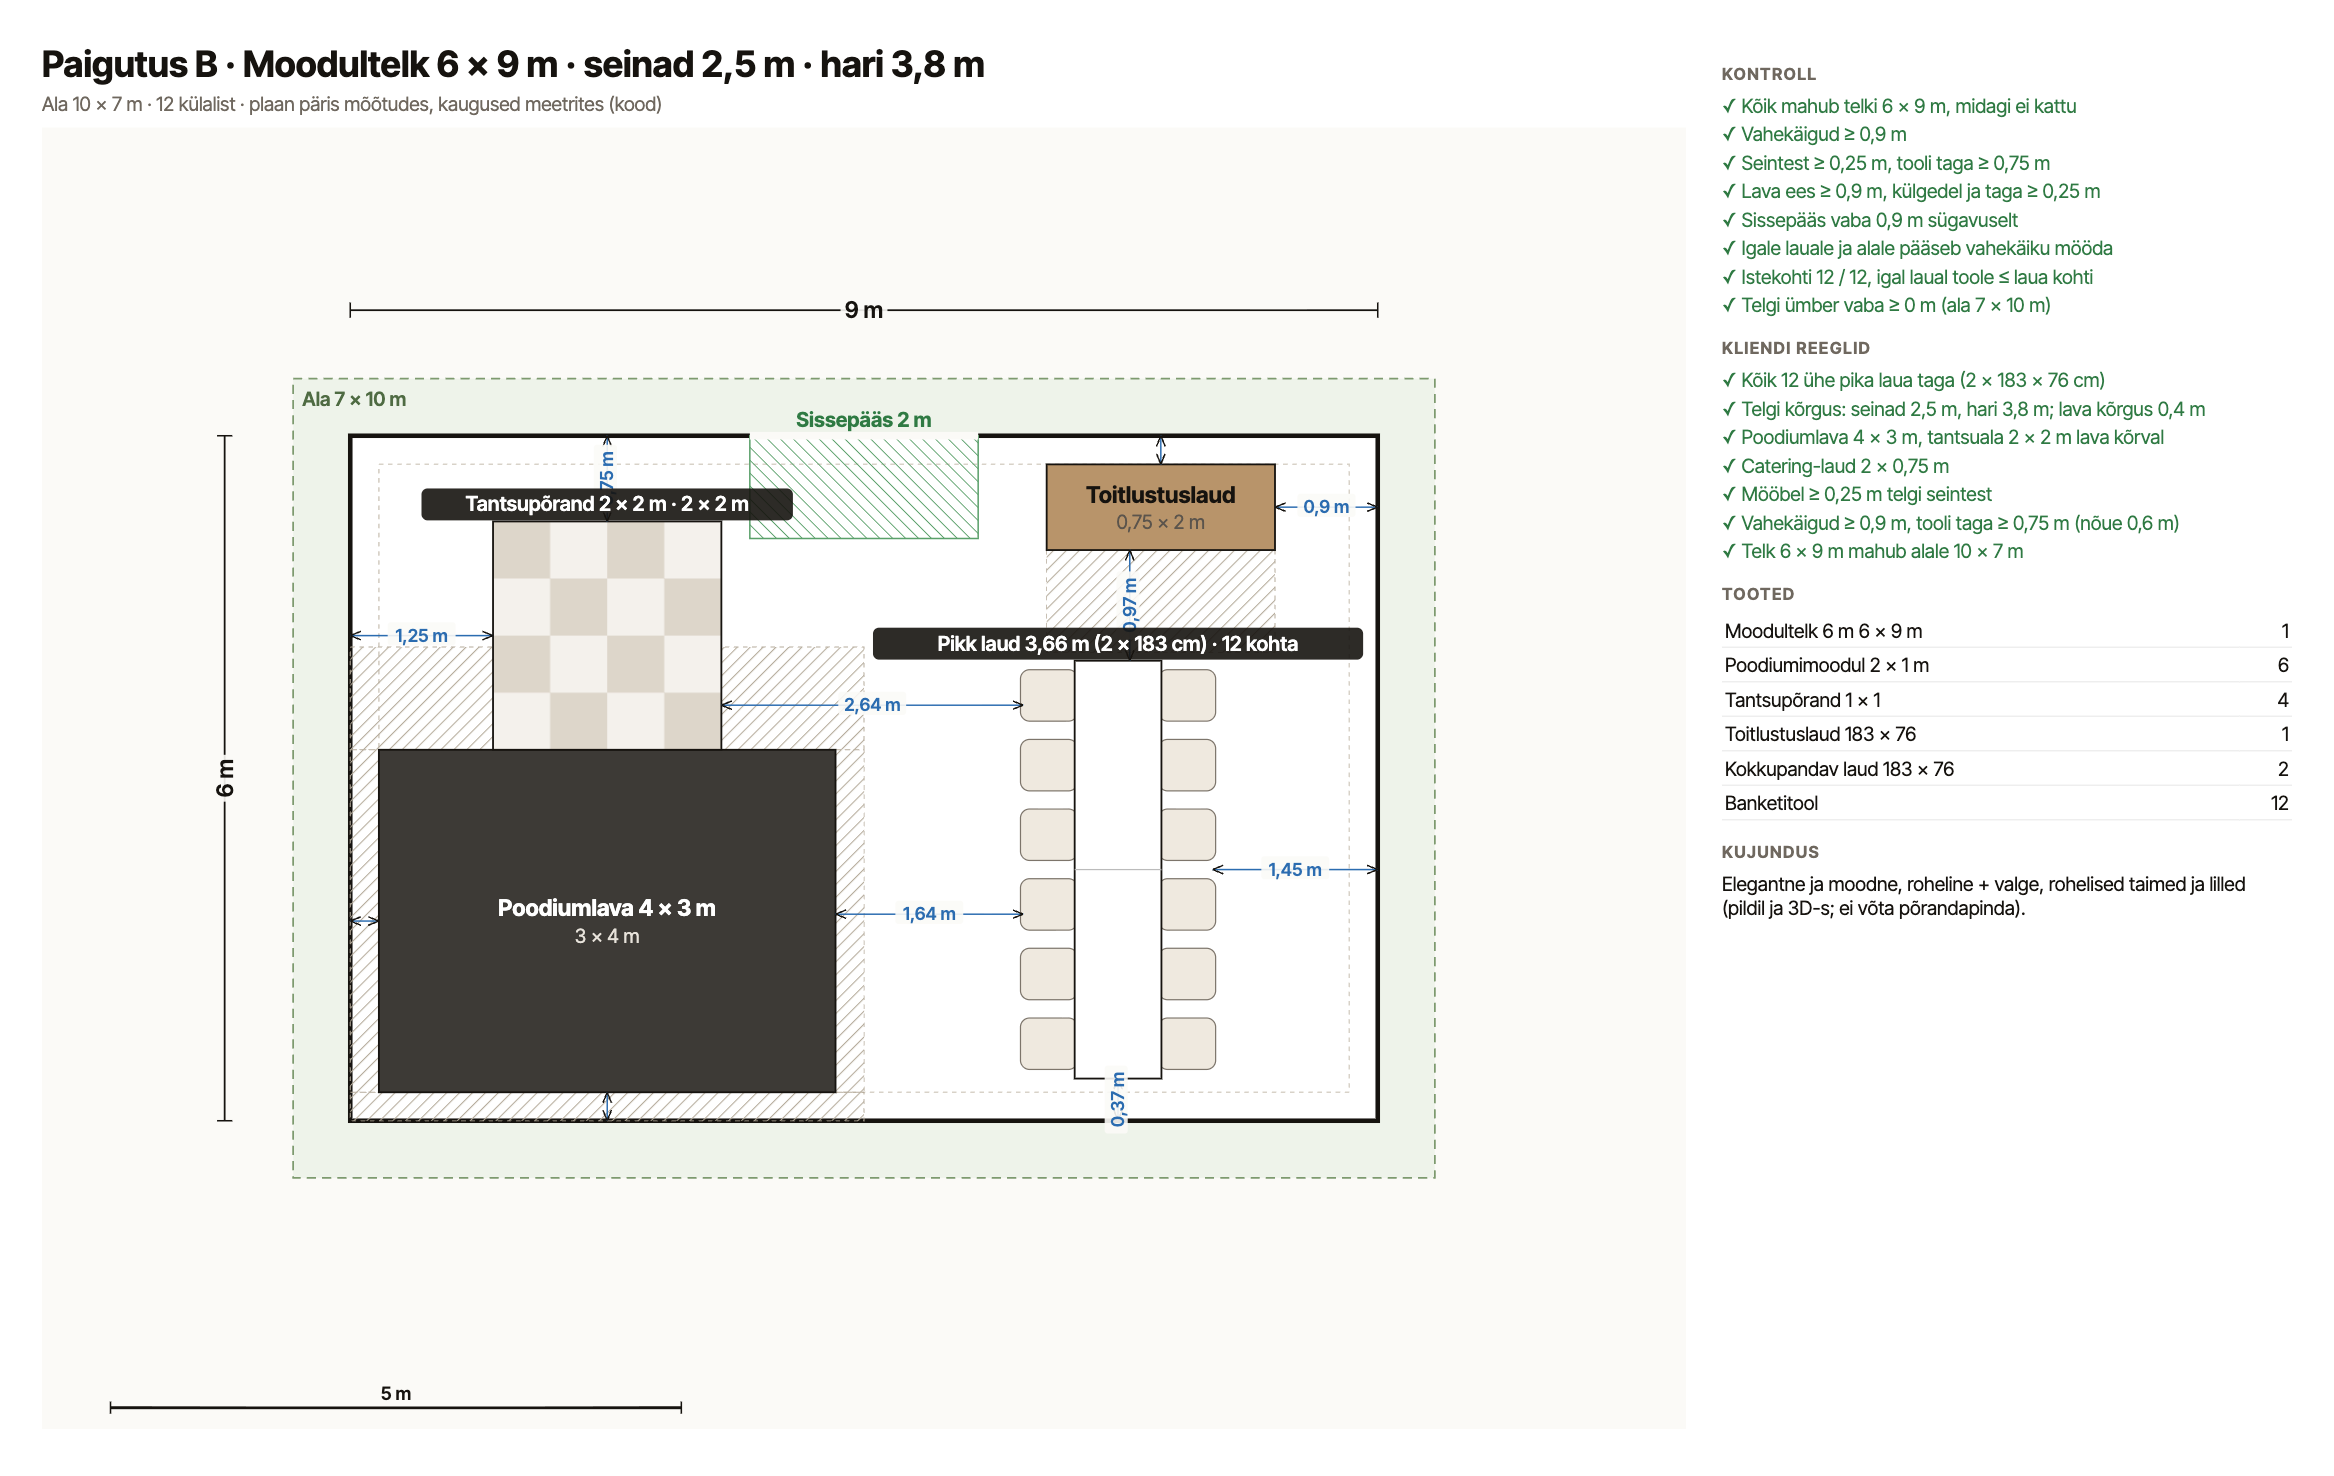 Paigutus B · Moodultelk 6 × 9 m · seinad 2,5 m · hari 3,8 m
Ala 10 × 7 m · 12 külalist · plaan päris mõõtudes, kaugused meetrites (kood)
9 m
Ala 7 × 10 m
Sissepääs 2 m
75 m
Tantsupõrand 2 × 2 m · 2 × 2 m
Toitlustuslaud
0,75 × 2 m
0,9 m
0,97 m
1,25 m
Pikk laud 3,66 m (2 × 183 cm) · 12 kohta
2,64 m
6 m
1,45 m
Poodiumlava 4 × 3 m
3 × 4 m
1,64 m
0,37 m
5 m
KONTROLL
✓ Kõik mahub telki 6 × 9 m, midagi ei kattu
✓ Vahekäigud ≥ 0,9 m
✓ Seintest ≥ 0,25 m, tooli taga ≥ 0,75 m
✓ Lava ees ≥ 0,9 m, külgedel ja taga ≥ 0,25 m
✓ Sissepääs vaba 0,9 m sügavuselt
✓ Igale lauale ja alale pääseb vahekäiku mööda
✓ Istekohti 12 / 12, igal laual toole ≤ laua kohti
✓ Telgi ümber vaba ≥ 0 m (ala 7 × 10 m)
KLIENDI REEGLID
✓ Kõik 12 ühe pika laua taga (2 × 183 × 76 cm)
✓ Telgi kõrgus: seinad 2,5 m, hari 3,8 m; lava kõrgus 0,4 m
✓ Poodiumlava 4 × 3 m, tantsuala 2 × 2 m lava kõrval
✓ Catering-laud 2 × 0,75 m
✓ Mööbel ≥ 0,25 m telgi seintest
✓ Vahekäigud ≥ 0,9 m, tooli taga ≥ 0,75 m (nõue 0,6 m)
✓ Telk 6 × 9 m mahub alale 10 × 7 m
TOOTED
Moodultelk 6 m 6 × 9 m 1
Poodiumimoodul 2 × 1 m 6
Tantsupõrand 1 × 1 4
Toitlustuslaud 183 × 76 1
Kokkupandav laud 183 × 76 2
Banketitool 12
KUJUNDUS
Elegantne ja moodne, roheline + valge, rohelised taimed ja lilled
(pildil ja 3D-s; ei võta põrandapinda).